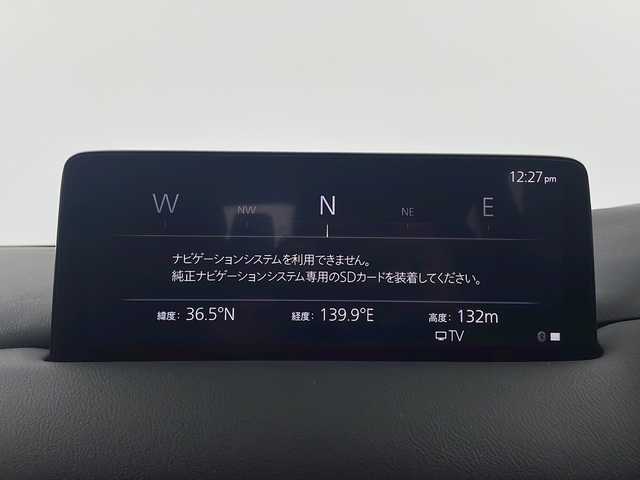 12:27pm
W NW N NE E
ナビゲーションシステムを利用できません。
純正ナビゲーションシステム専用のSDカードを装着してください。
緯度: 36.5°N 経度: 139.9°E 高度: 132m
TV